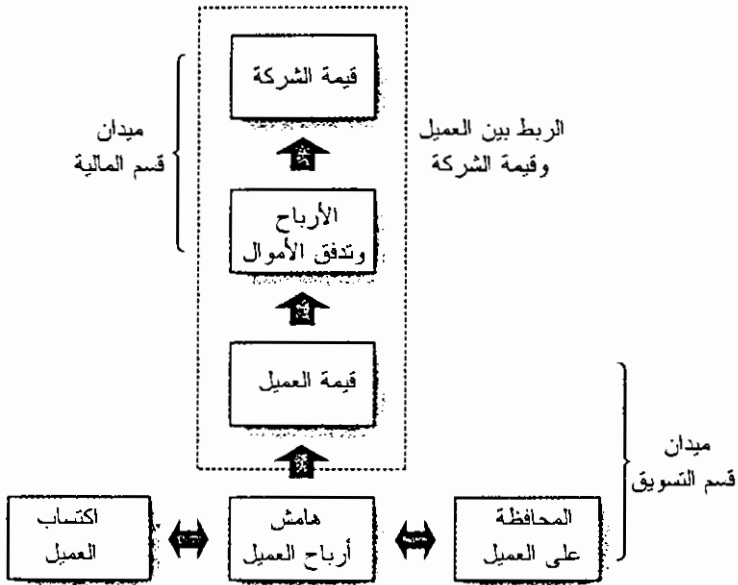 قيمة الشركة
ميدان
قسم المالية
الربط بين العميل
وقيمة الشركة
الأرباح
وتدفق الأموال
قيمة العميل
ميدان
قسم التسويق
المحافظة
على العميل
هامش
أرباح العميل
اكتساب
العميل